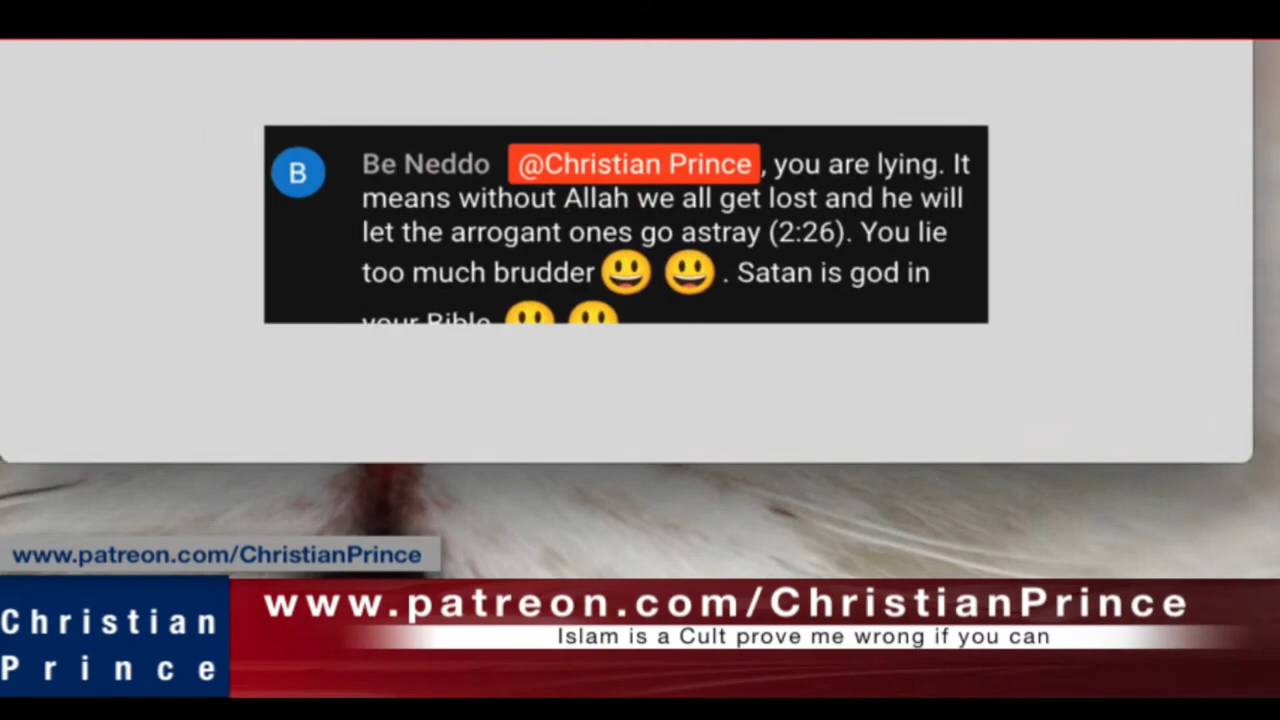 B
Be Neddo @Christian Prince, you are lying. It
means without Allah we all get lost and he will
let the arrogant ones go astray (2:26). You lie
too much brudder😃😃. Satan is god in
your Bible 😃😃
www.patreon.com/ChristianPrince
www.patreon.com/ChristianPrince
Islam is a Cult prove me wrong if you can
Christian
Prince